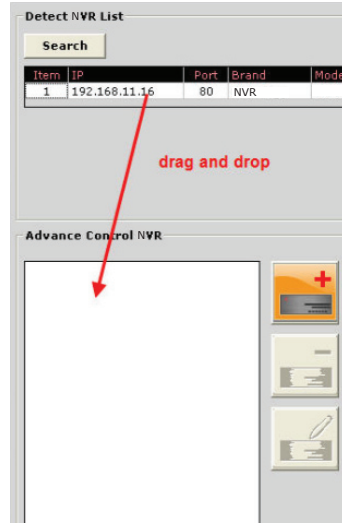 Detect NVR List
Search
Item IP Port Brand Mode
1 192.168.11.16 80 NVR
drag and drop
Advance Control NVR